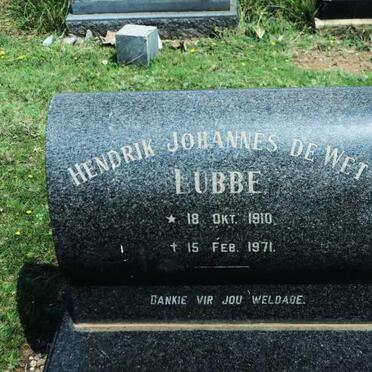 HENDRIK JOHANNES DE WET
LUBBE
★ 18 OKT. 1910
✝ 15 FEB. 1971.
DANKIE VIR JOU WELDADE.